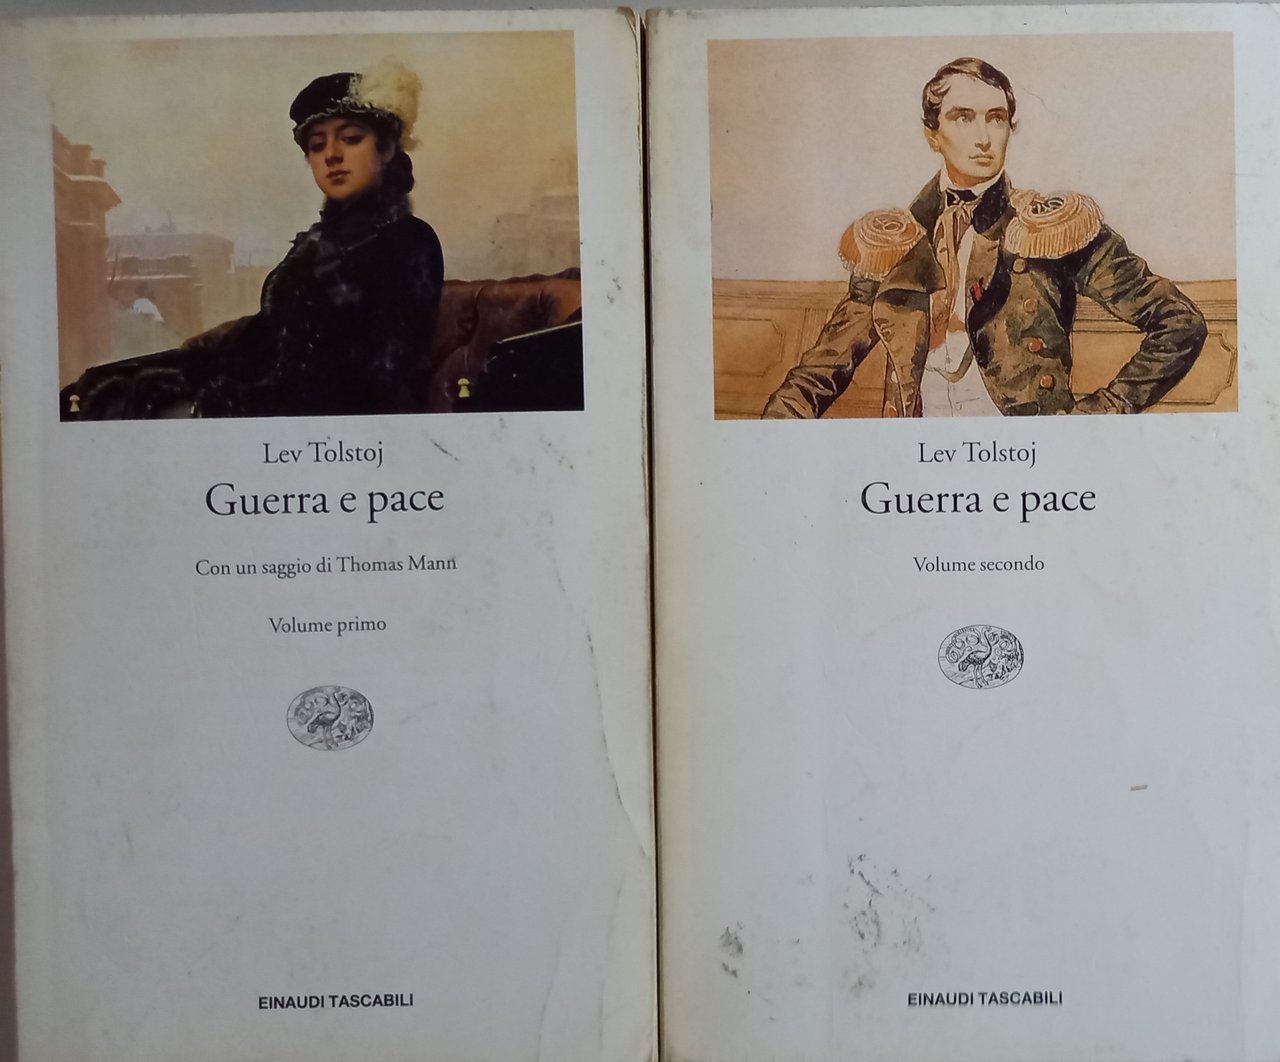 Lev Tolstoj
Guerra e pace
Con un saggio di Thomas Mann
Volume primo
EINAUDI TASCABILI
Lev Tolstoj
Guerra e pace
Volume secondo
EINAUDI TASCABILI